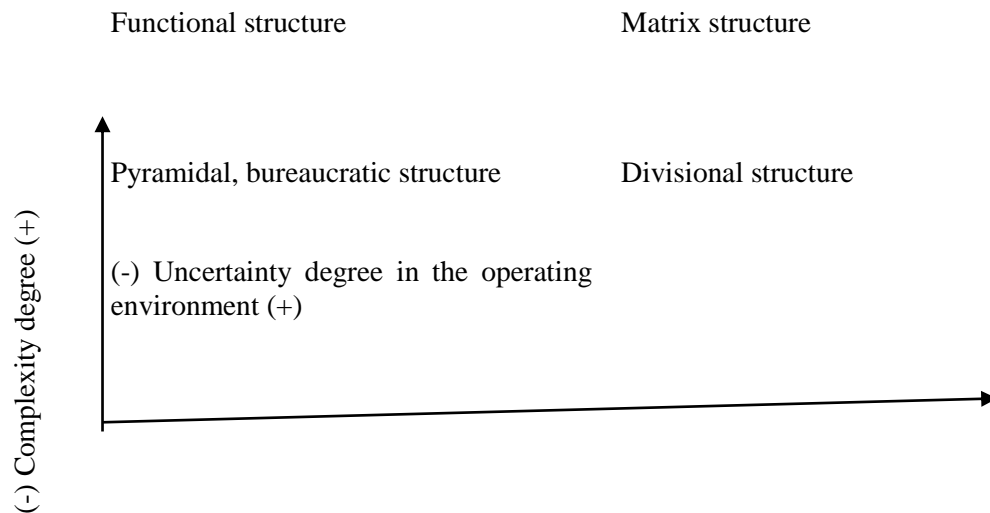 Functional structure
Matrix structure
Pyramidal, bureaucratic structure
Divisional structure
(-) Uncertainty degree in the operating
environment (+)
(-) Complexity degree (+)